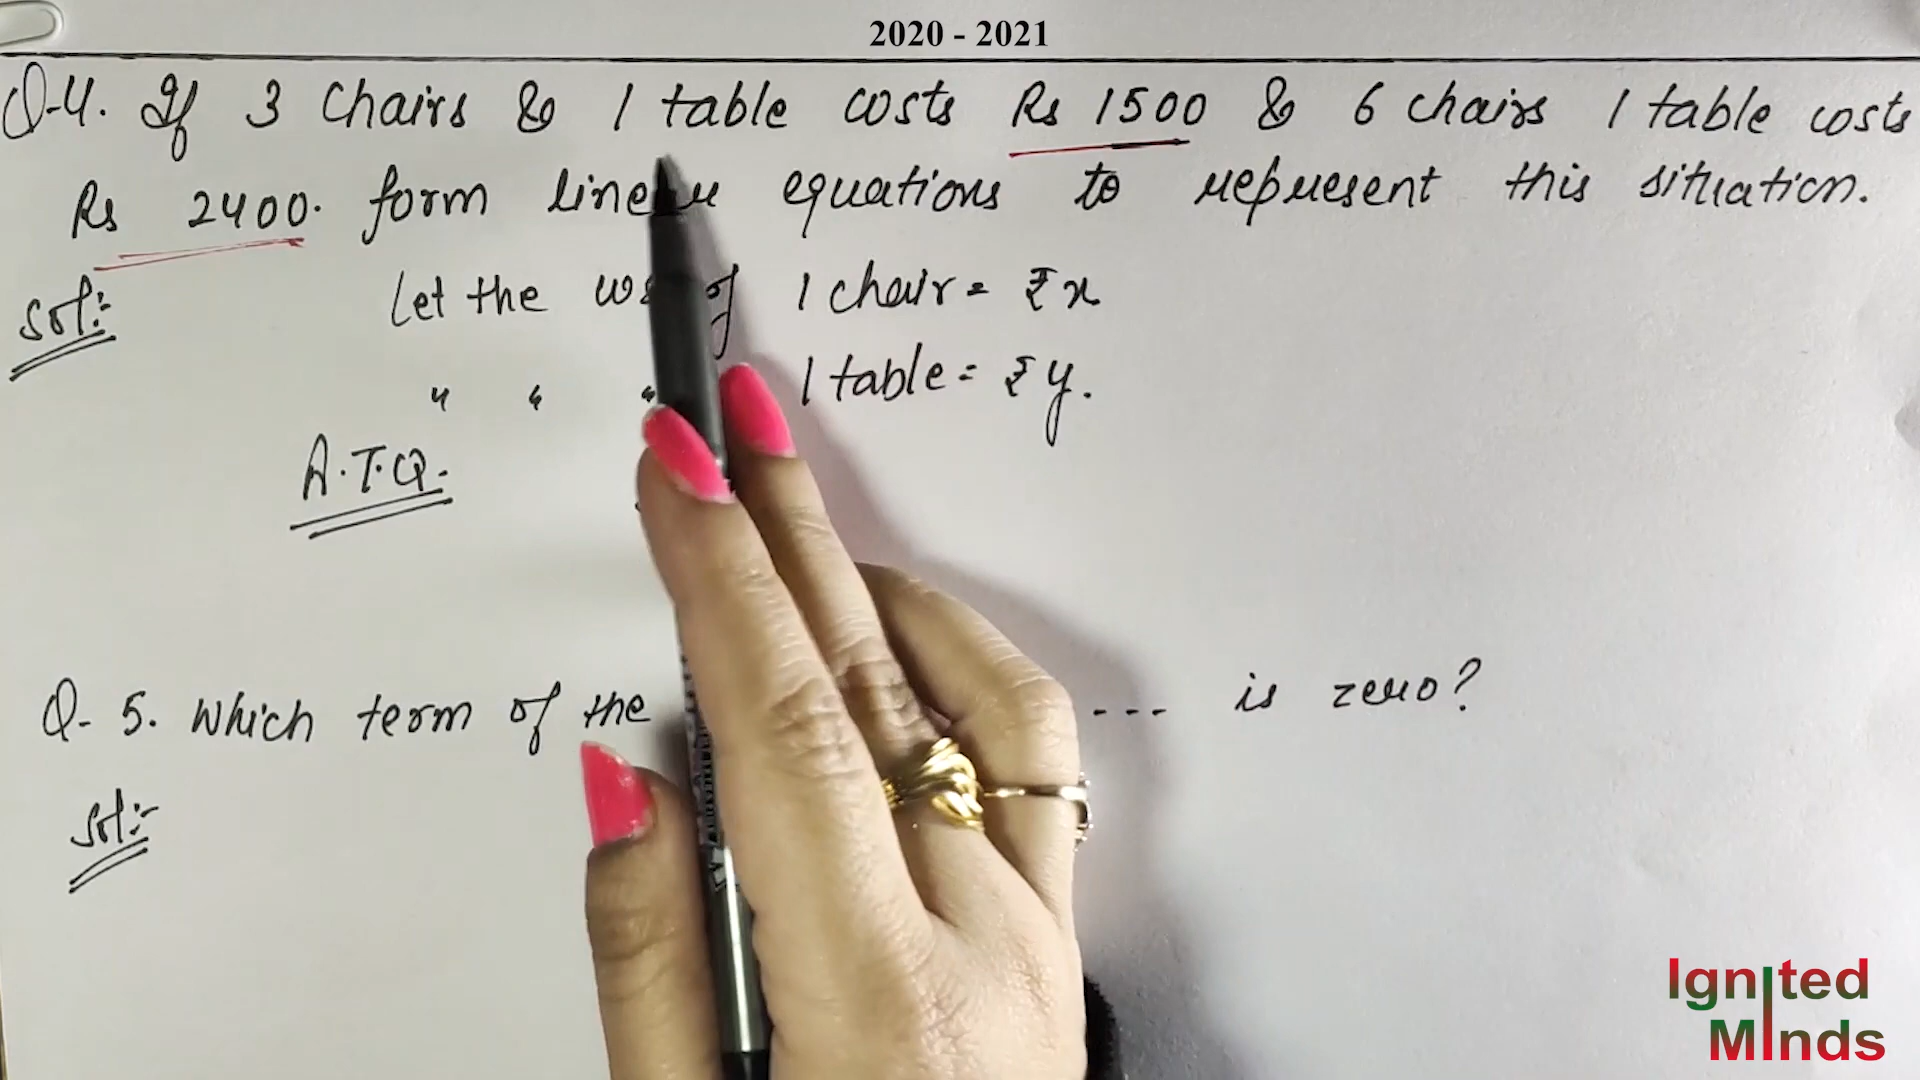 2020 - 2021
Q-4. If 3 chairs & 1 table costs Rs 1500 & 6 chairs 1 table costs
Rs 2400. form linear equations to represent this situation.
Sol:- Let the of 1 chair = ₹ x
" " " 1 table = ₹ y.
A.T.Q.
Q- 5. Which term of the --- is zero?
Sol:-
Ignited
Minds